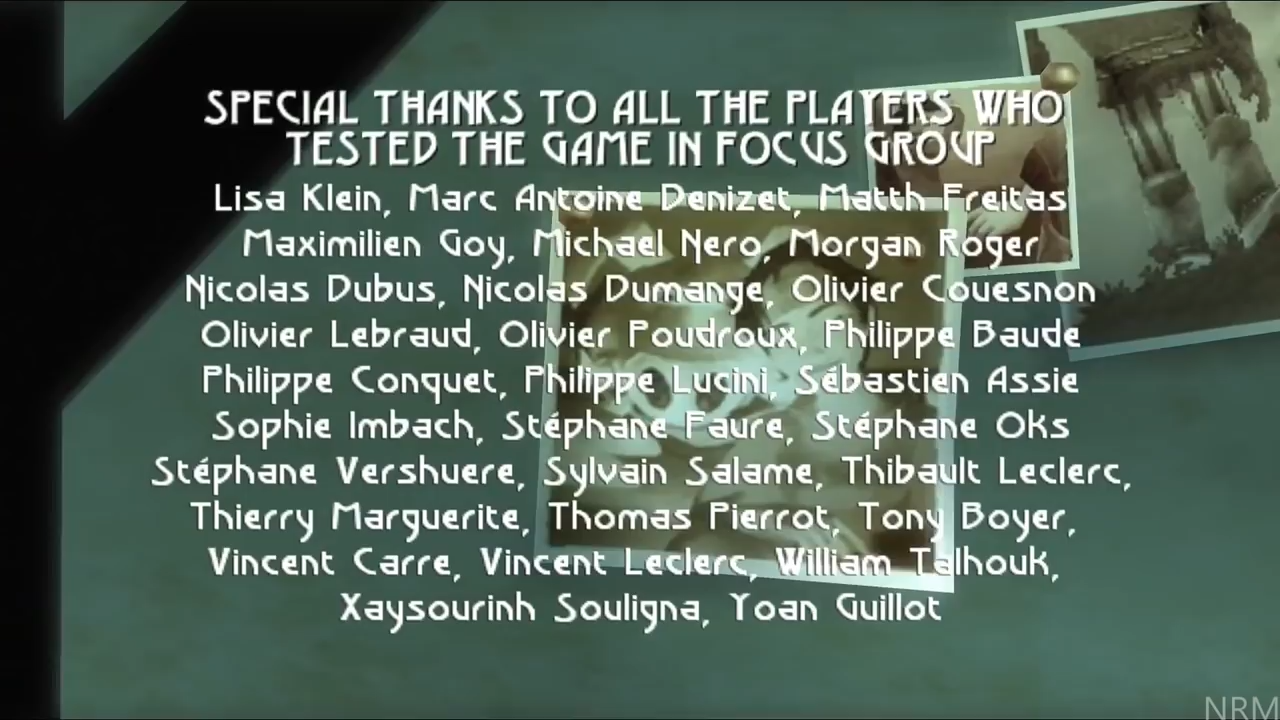 SPECIAL THANKS TO ALL THE PLAYERS WHO
TESTED THE GAME IN FOCUS GROUP
Lisa Klein, Marc Antoine Denizet, Matth Freitas
Maximilien Goy, Michael Nero, Morgan Roger
Nicolas Dubus, Nicolas Dumange, Olivier Couesnon
Olivier Lebraud, Olivier Poudroux, Philippe Baude
Philippe Conquet, Philippe Lucini, Sébastien Assie
Sophie Imbach, Stéphane Faure, Stéphane Oks
Stéphane Vershuere, Sylvain Salame, Thibault Leclerc,
Thierry Marguerite, Thomas Pierrot, Tony Boyer,
Vincent Carre, Vincent Leclerc, William Talhouk,
Xaysourinh Souligna, Yoan Guillot
NRM